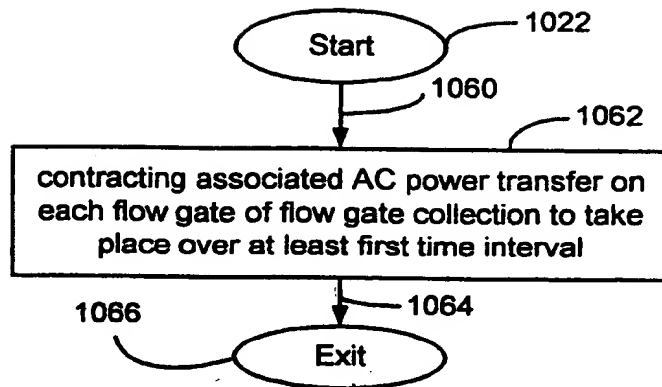 Start
1022
1060
1062
contracting associated AC power transfer on
each flow gate of flow gate collection to take
place over at least first time interval
1064
1066
Exit